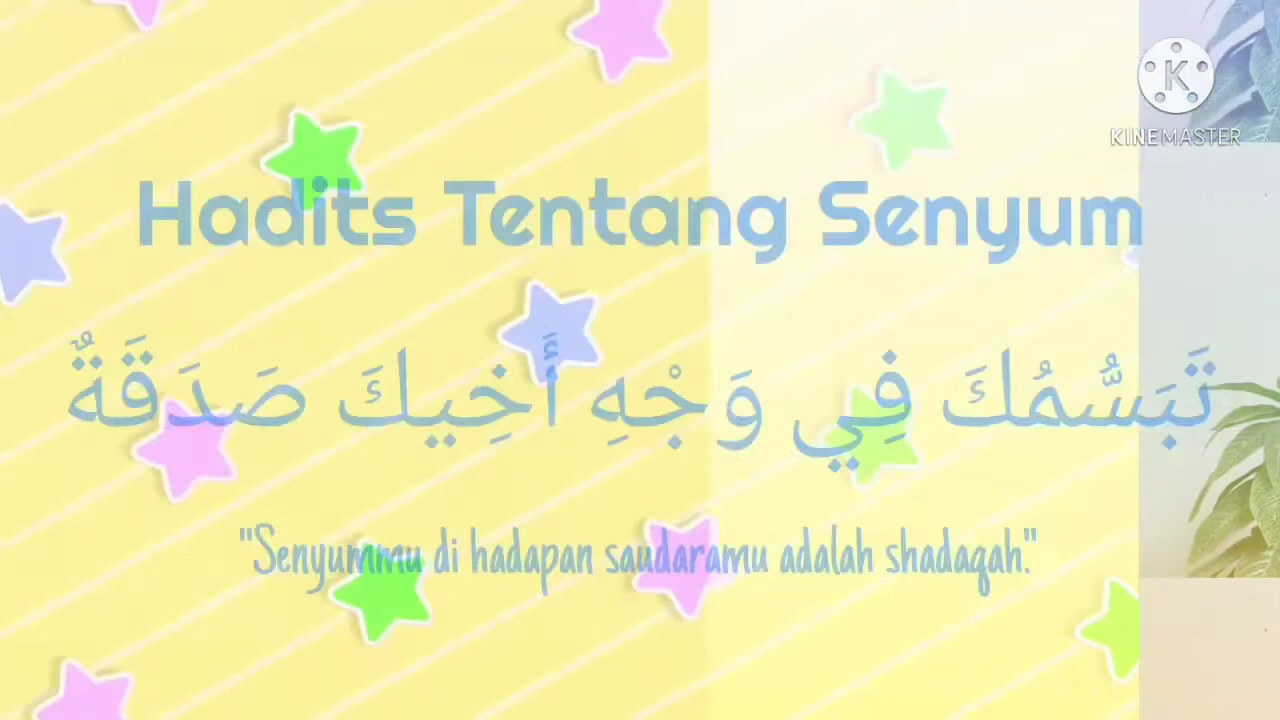 K
KINEMASTER
Hadits Tentang Senyum
تَبَسُّمُكَ فِي وَجْهِ أَخِيكَ صَدَقَةٌ
"Senyummu di hadapan saudaramu adalah shadaqah."